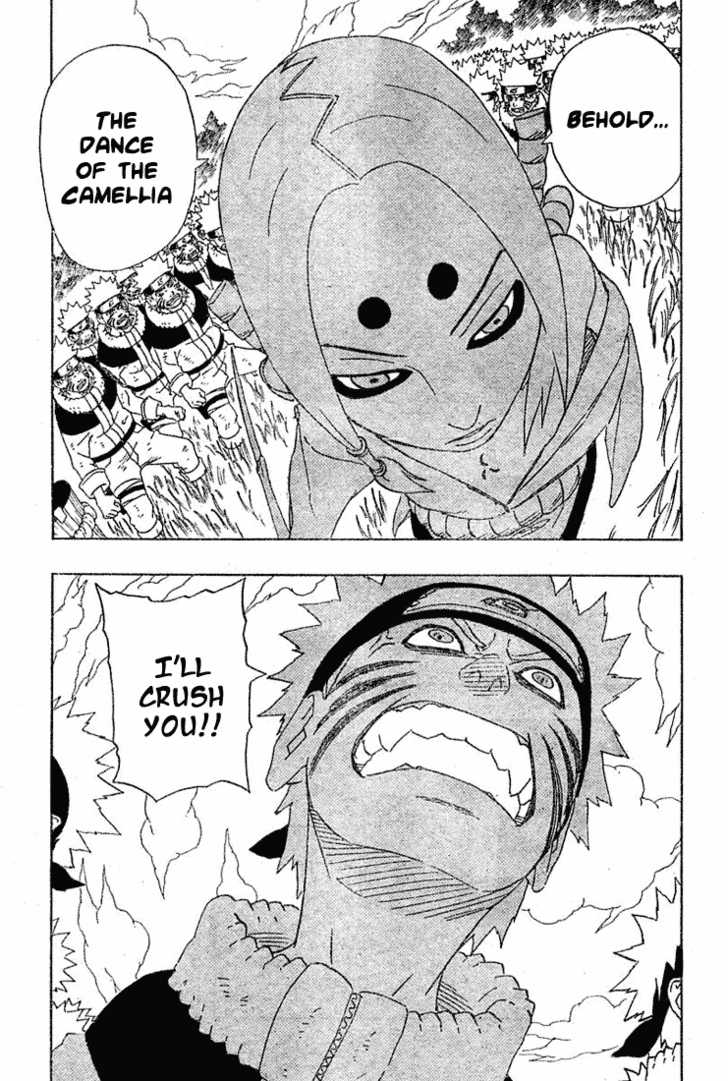 BEHOLD...
THE
DANCE
OF THE
CAMELLIA
I'LL
CRUSH
YOU!!